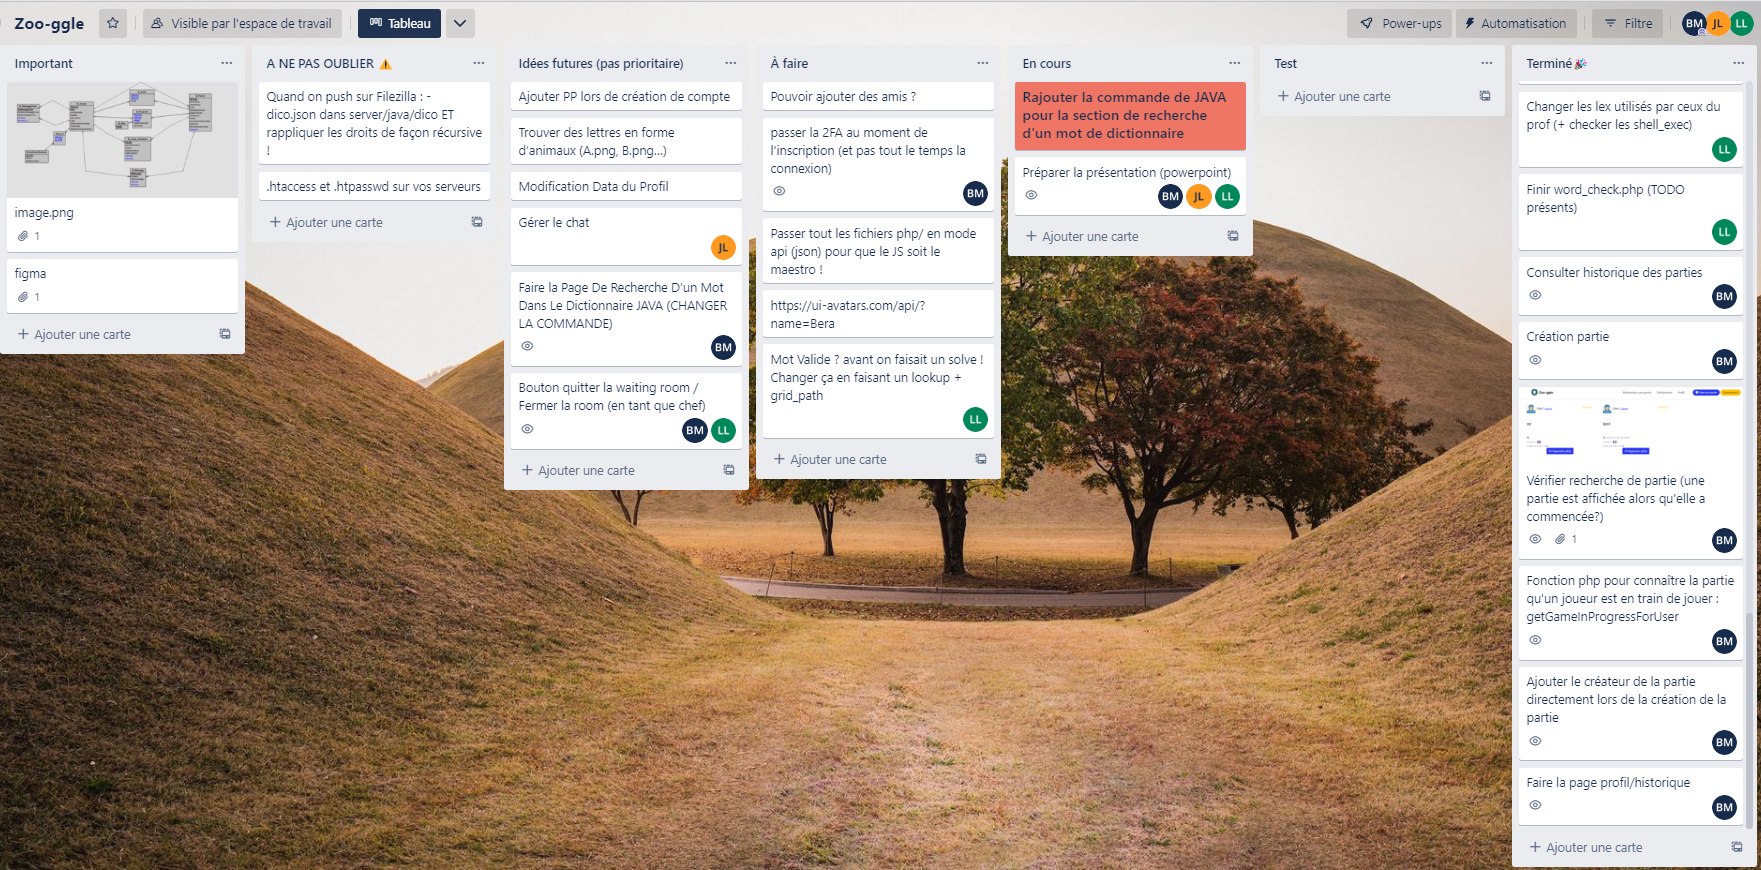 Zoo-ggle
Visible par l'espace de travail
Tableau
Power-ups
Automatisation
Filtre
BM
JL
LL
Important
image.png
1
figma
1
Ajouter une carte
A NE PAS OUBLIER ⚠️
Quand on push sur Filezilla : -
dico.json dans server/java/dico ET
rappliquer les droits de façon récursive
!
.htaccess et .htpasswd sur vos serveurs
Ajouter une carte
Idées futures (pas prioritaire)
Ajouter PP lors de création de compte
Trouver des lettres en forme
d'animaux (A.png, B.png...)
Modification Data du Profil
Gérer le chat
JL
Faire la Page De Recherche D'un Mot
Dans Le Dictionnaire JAVA (CHANGER
LA COMMANDE)
BM
Bouton quitter la waiting room /
Fermer la room (en tant que chef)
BM
LL
Ajouter une carte
À faire
Pouvoir ajouter des amis ?
passer la 2FA au moment de
l'inscription (et pas tout le temps la
connexion)
BM
Passer tout les fichiers php/ en mode
api (json) pour que le JS soit le
maestro !
https://ui-avatars.com/api/?
name=Bera
Mot Valide ? avant on faisait un solve !
Changer ça en faisant un lookup +
grid_path
LL
Ajouter une carte
En cours
Rajouter la commande de JAVA
pour la section de recherche
d'un mot de dictionnaire
Préparer la présentation (powerpoint)
BM
JL
LL
Ajouter une carte
Test
Ajouter une carte
Terminé🎉
Changer les lex utilisés par ceux du
prof (+ checker les shell_exec)
LL
Finir word_check.php (TODO
présents)
LL
Consulter historique des parties
BM
Création partie
BM
Zoo-ggle
Vérifier recherche de partie (une
partie est affichée alors qu'elle a
commencée?)
1
BM
Fonction php pour connaître la partie
qu'un joueur est en train de jouer :
getGameInProgressForUser
BM
Ajouter le créateur de la partie
directement lors de la création de la
partie
BM
Faire la page profil/historique
BM
Ajouter une carte